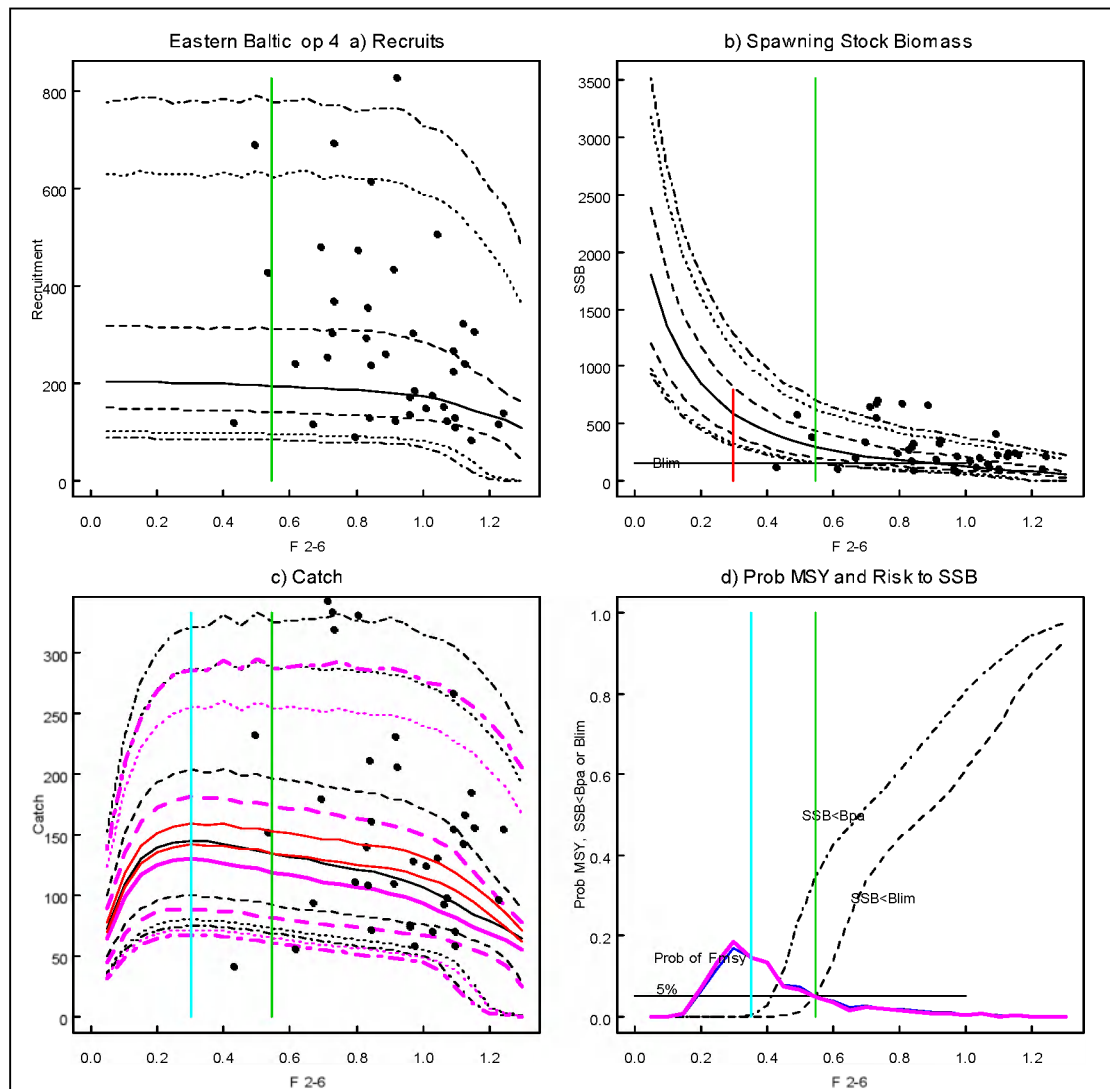 Eastern Baltic op 4 a) Recruits
Recruitment
800
600
400
200
0
0.0 0.2 0.4 0.6 0.8 1.0 1.2
F 2-6
b) Spawning Stock Biomass
SSB
3500
3000
2500
2000
1500
1000
500
0
Blim
0.0 0.2 0.4 0.6 0.8 1.0 1.2
F 2-6
c) Catch
Catch
300
250
200
150
100
50
0
0.0 0.2 0.4 0.6 0.8 1.0 1.2
F 2-6
d) Prob MSY and Risk to SSB
Prob MSY, SSB<Bpa or Blim
1.0
0.8
0.6
0.4
0.2
0.0
SSB<Bpa
SSB<Blim
Prob of Fmsy
5%
0.0 0.2 0.4 0.6 0.8 1.0 1.2
F 2-6